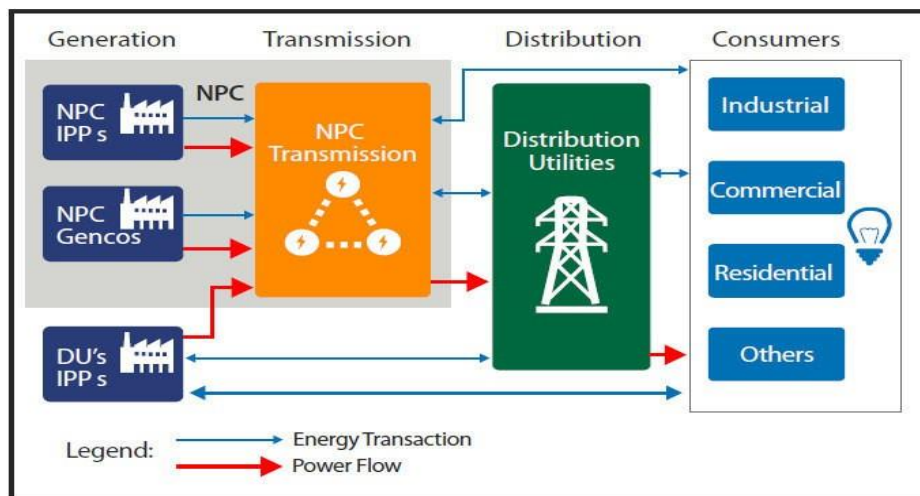 Generation
Transmission
Distribution
Consumers
NPC
IPP s
NPC
NPC
Transmission
NPC
Gencos
DU's
IPP s
Distribution
Utilities
Industrial
Commercial
Residential
Others
Legend:
Energy Transaction
Power Flow